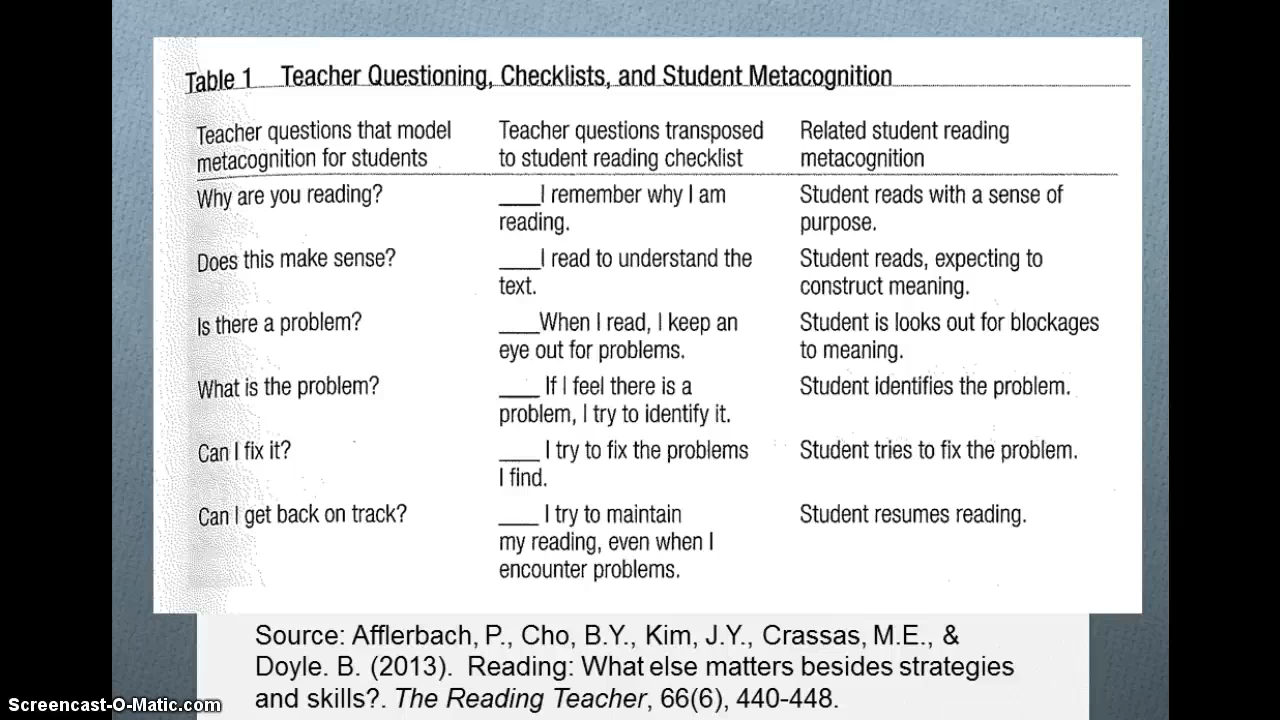 Table 1 Teacher Questioning, Checklists, and Student Metacognition
Teacher questions that model
metacognition for students
Teacher questions transposed
to student reading checklist
Related student reading
metacognition
Why are you reading?
____I remember why I am
reading.
Student reads with a sense of
purpose.
Does this make sense?
____I read to understand the
text.
Student reads, expecting to
construct meaning.
Is there a problem?
____When I read, I keep an
eye out for problems.
Student is looks out for blockages
to meaning.
What is the problem?
____ If I feel there is a
problem, I try to identify it.
Student identifies the problem.
Can I fix it?
____ I try to fix the problems
I find.
Student tries to fix the problem.
Can I get back on track?
____ I try to maintain
my reading, even when I
encounter problems.
Student resumes reading.
Source: Afflerbach, P., Cho, B.Y., Kim, J.Y., Crassas, M.E., &
Doyle. B. (2013). Reading: What else matters besides strategies
and skills?. The Reading Teacher, 66(6), 440-448.
Screencast-O-Matic.com